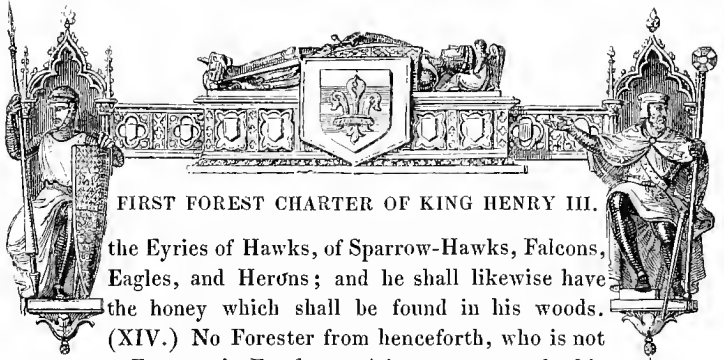 FIRST FOREST CHARTER OF KING HENRY III.
the Eyries of Hawks, of Sparrow-Hawks, Falcons,
Eagles, and Herons; and he shall likewise have
the honey which shall be found in his woods.
(XIV.) No Forester from henceforth, who is not